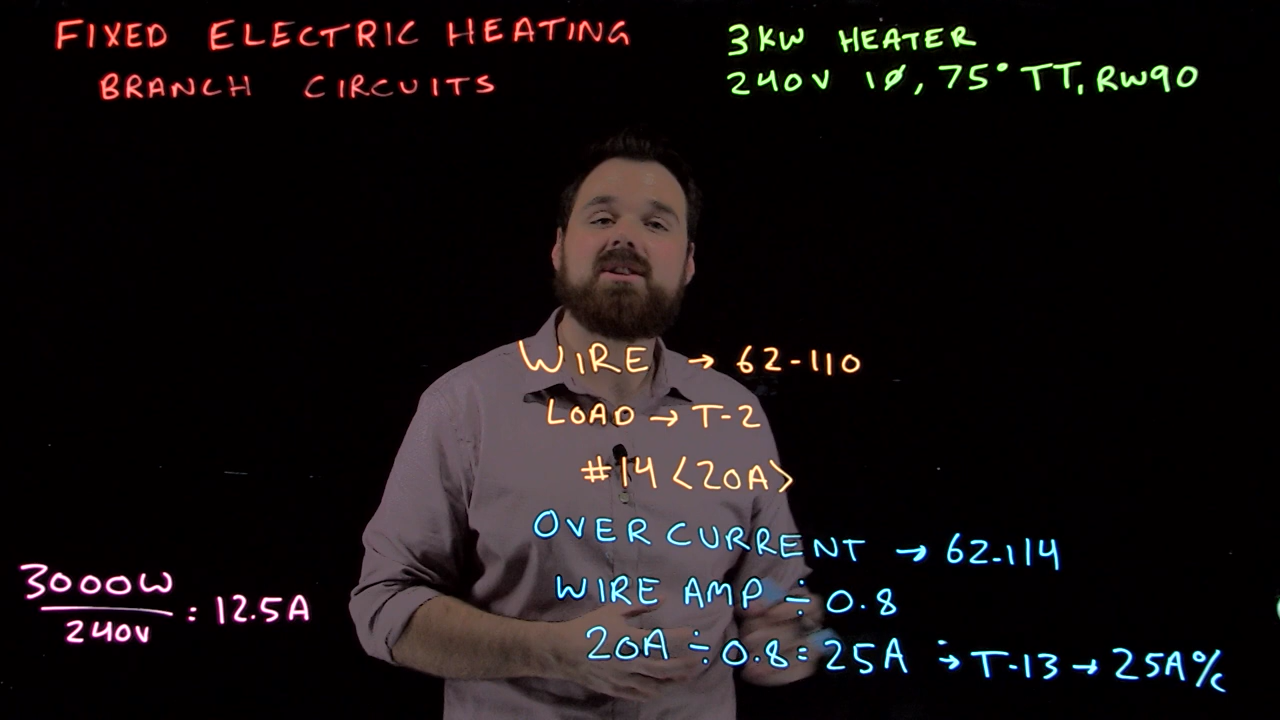 FIXED ELECTRIC HEATING
BRANCH CIRCUITS
3KW HEATER
240V 1ø, 75° TT, RW90
WIRE → 62-110
LOAD → T-2
#14 <20A>
OVERCURRENT → 62-114
WIRE AMP ÷ 0.8
20A ÷ 0.8 = 25A ∴ T-13 → 25A o/c
3000W
240V
= 12.5A